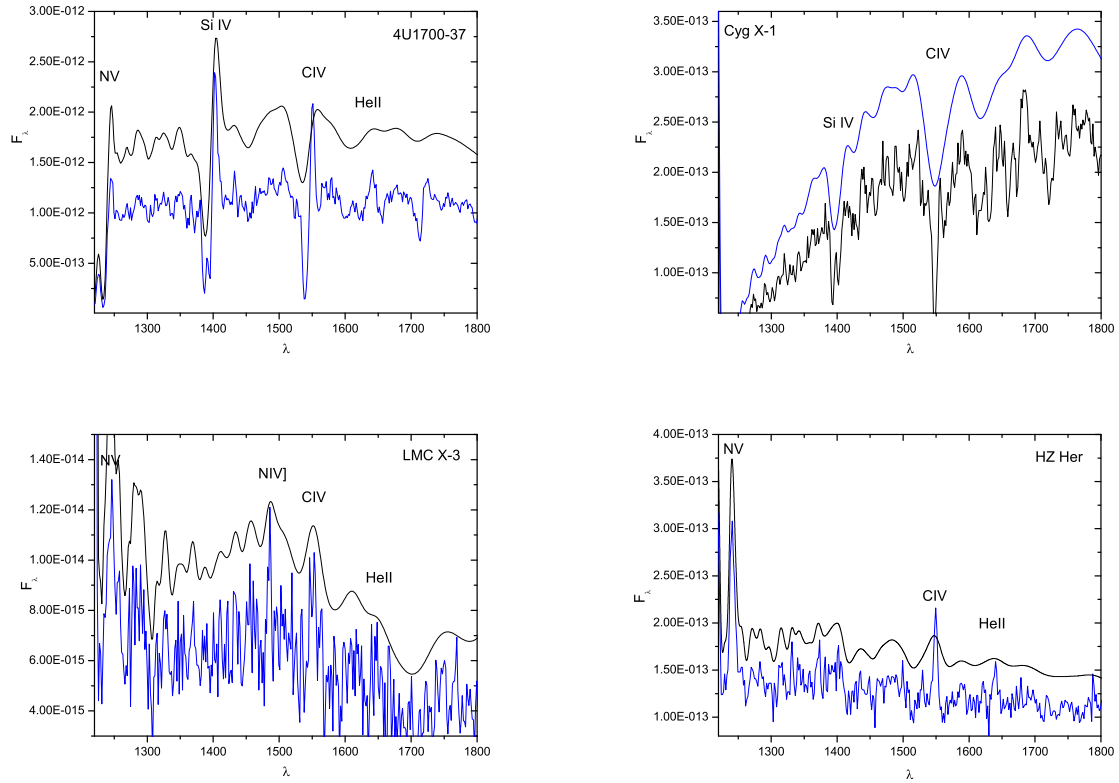 4U1700-37
Si IV
NV
CIV
HeII
3.00E-012
2.50E-012
2.00E-012
1.50E-012
1.00E-012
5.00E-013
Fλ
1300 1400 1500 1600 1700 1800
λ
Cyg X-1
CIV
Si IV
3.50E-013
3.00E-013
2.50E-013
2.00E-013
1.50E-013
1.00E-013
Fλ
1300 1400 1500 1600 1700 1800
λ
LMC X-3
NV
NIV]
CIV
HeII
1.40E-014
1.20E-014
1.00E-014
8.00E-015
6.00E-015
4.00E-015
Fλ
1300 1400 1500 1600 1700 1800
λ
HZ Her
NV
CIV
HeII
4.00E-013
3.50E-013
3.00E-013
2.50E-013
2.00E-013
1.50E-013
1.00E-013
Fλ
1300 1400 1500 1600 1700 1800
λ